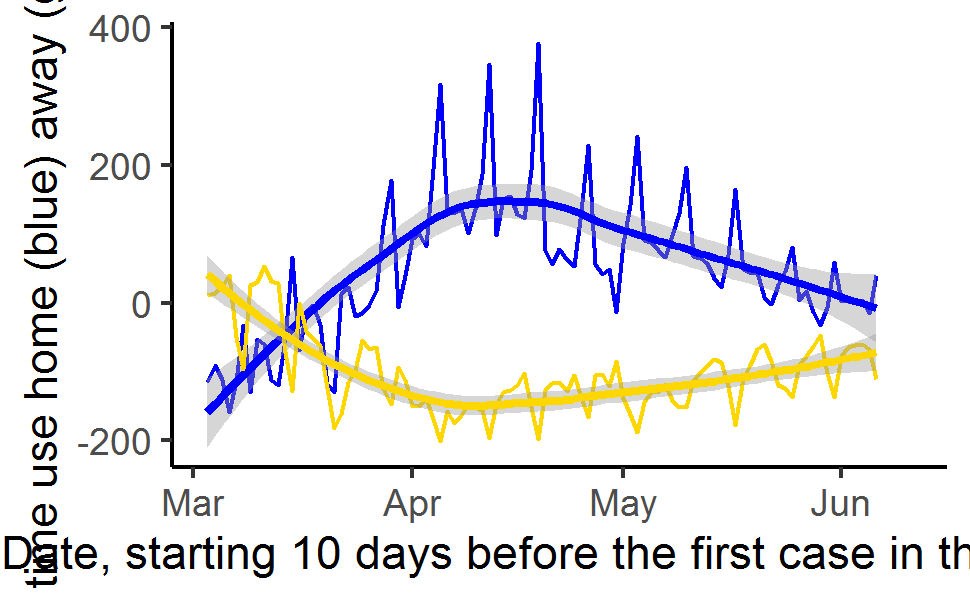 time use home (blue) away (
400
200
0
-200
Mar Apr May Jun
Date, starting 10 days before the first case in th